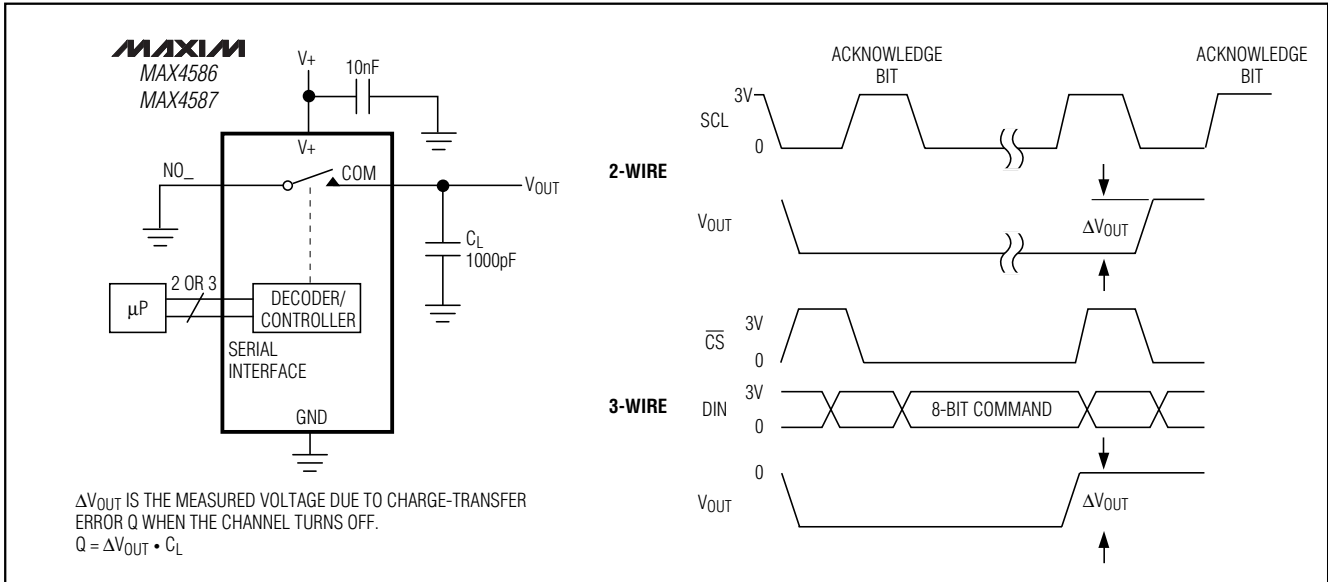 MAXIM
MAX4586
MAX4587
V+
10nF
V+
NO_
COM
VOUT
CL
1000pF
2 OR 3
µP
DECODER/
CONTROLLER
SERIAL
INTERFACE
GND
ΔVOUT IS THE MEASURED VOLTAGE DUE TO CHARGE-TRANSFER
ERROR Q WHEN THE CHANNEL TURNS OFF.
Q = ΔVOUT • CL
ACKNOWLEDGE
BIT
ACKNOWLEDGE
BIT
SCL
3V
0
2-WIRE
VOUT
ΔVOUT
CS
3V
0
3-WIRE
DIN
3V
0
8-BIT COMMAND
0
VOUT
ΔVOUT